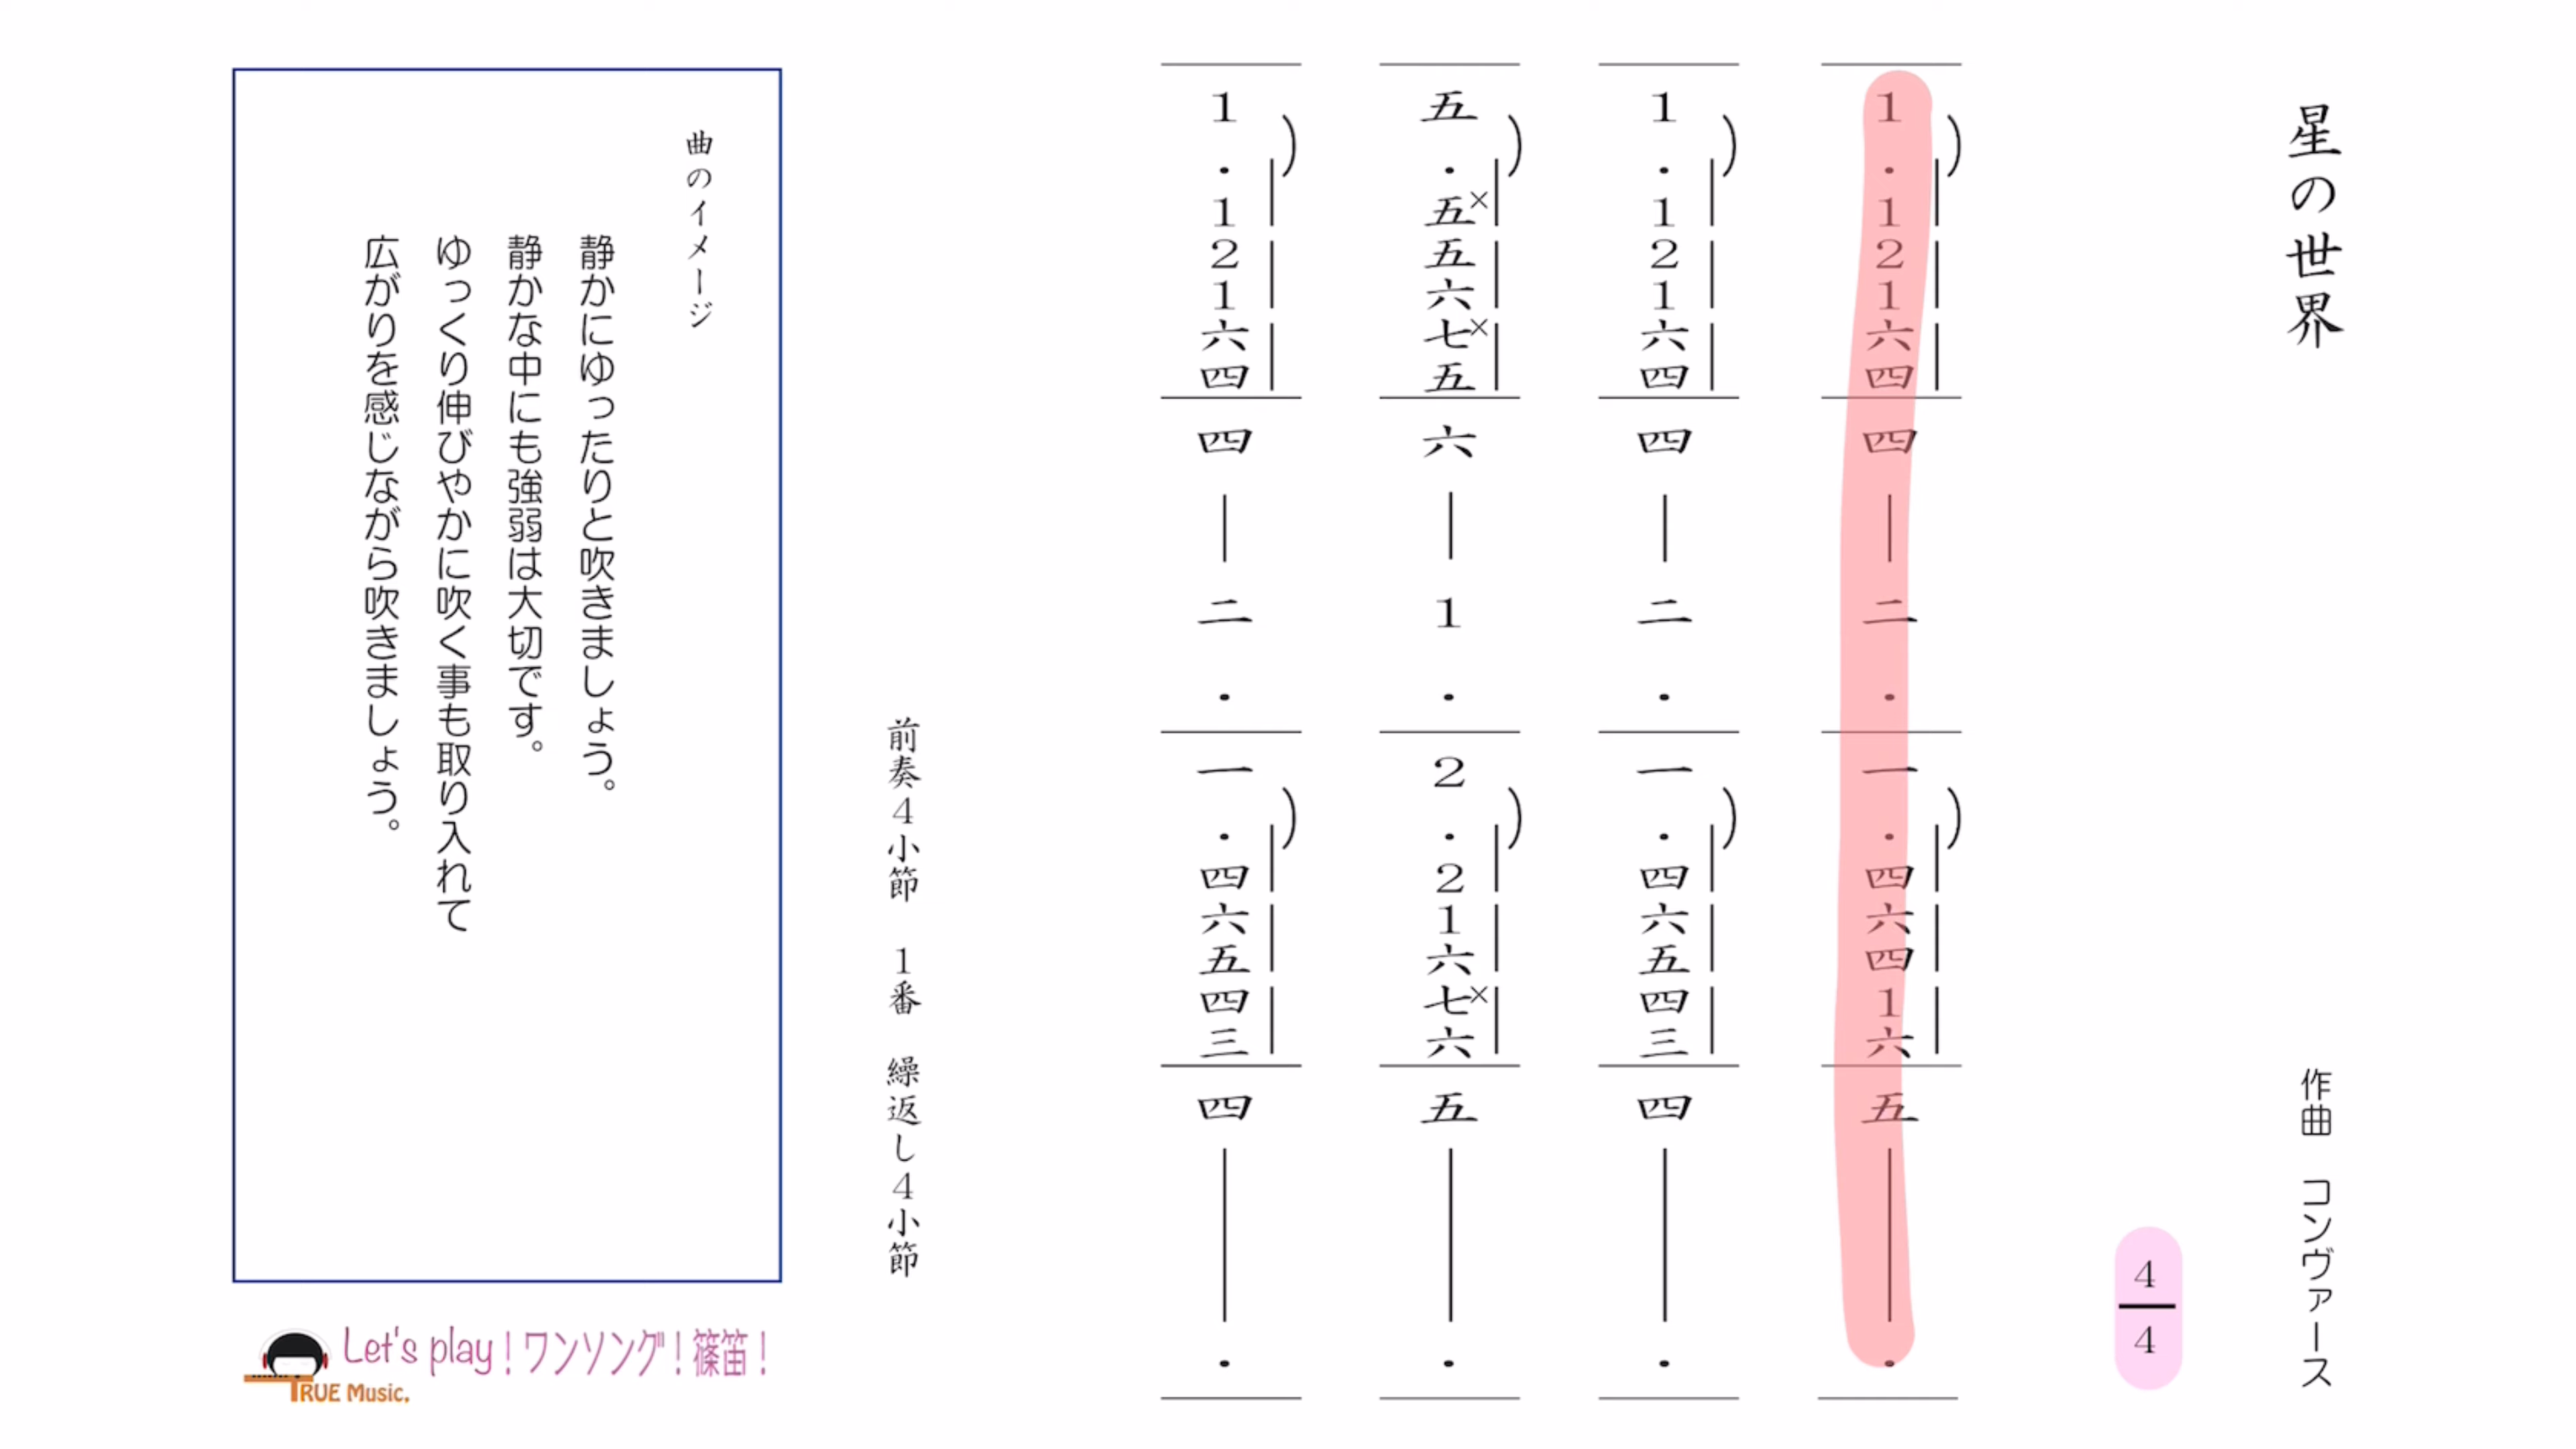 星の世界
作曲 コンヴァース
4
4
1・121六四四|二・一・四六四1六五|・
1・121六四四|二・一・四六五四三四|・
五・五×五六七×五六|1・2・21六七×六五|・
1・121六四四|二・一・四六五四三四|・
前奏4小節 1番 繰返し4小節
曲のイメージ
静かにゆったりと吹きましょう。
静かな中にも強弱は大切です。
ゆっくり伸びやかに吹く事も取り入れて
広がりを感じながら吹きましょう。
Let's play!ワンソング!篠笛!
TRUE Music.